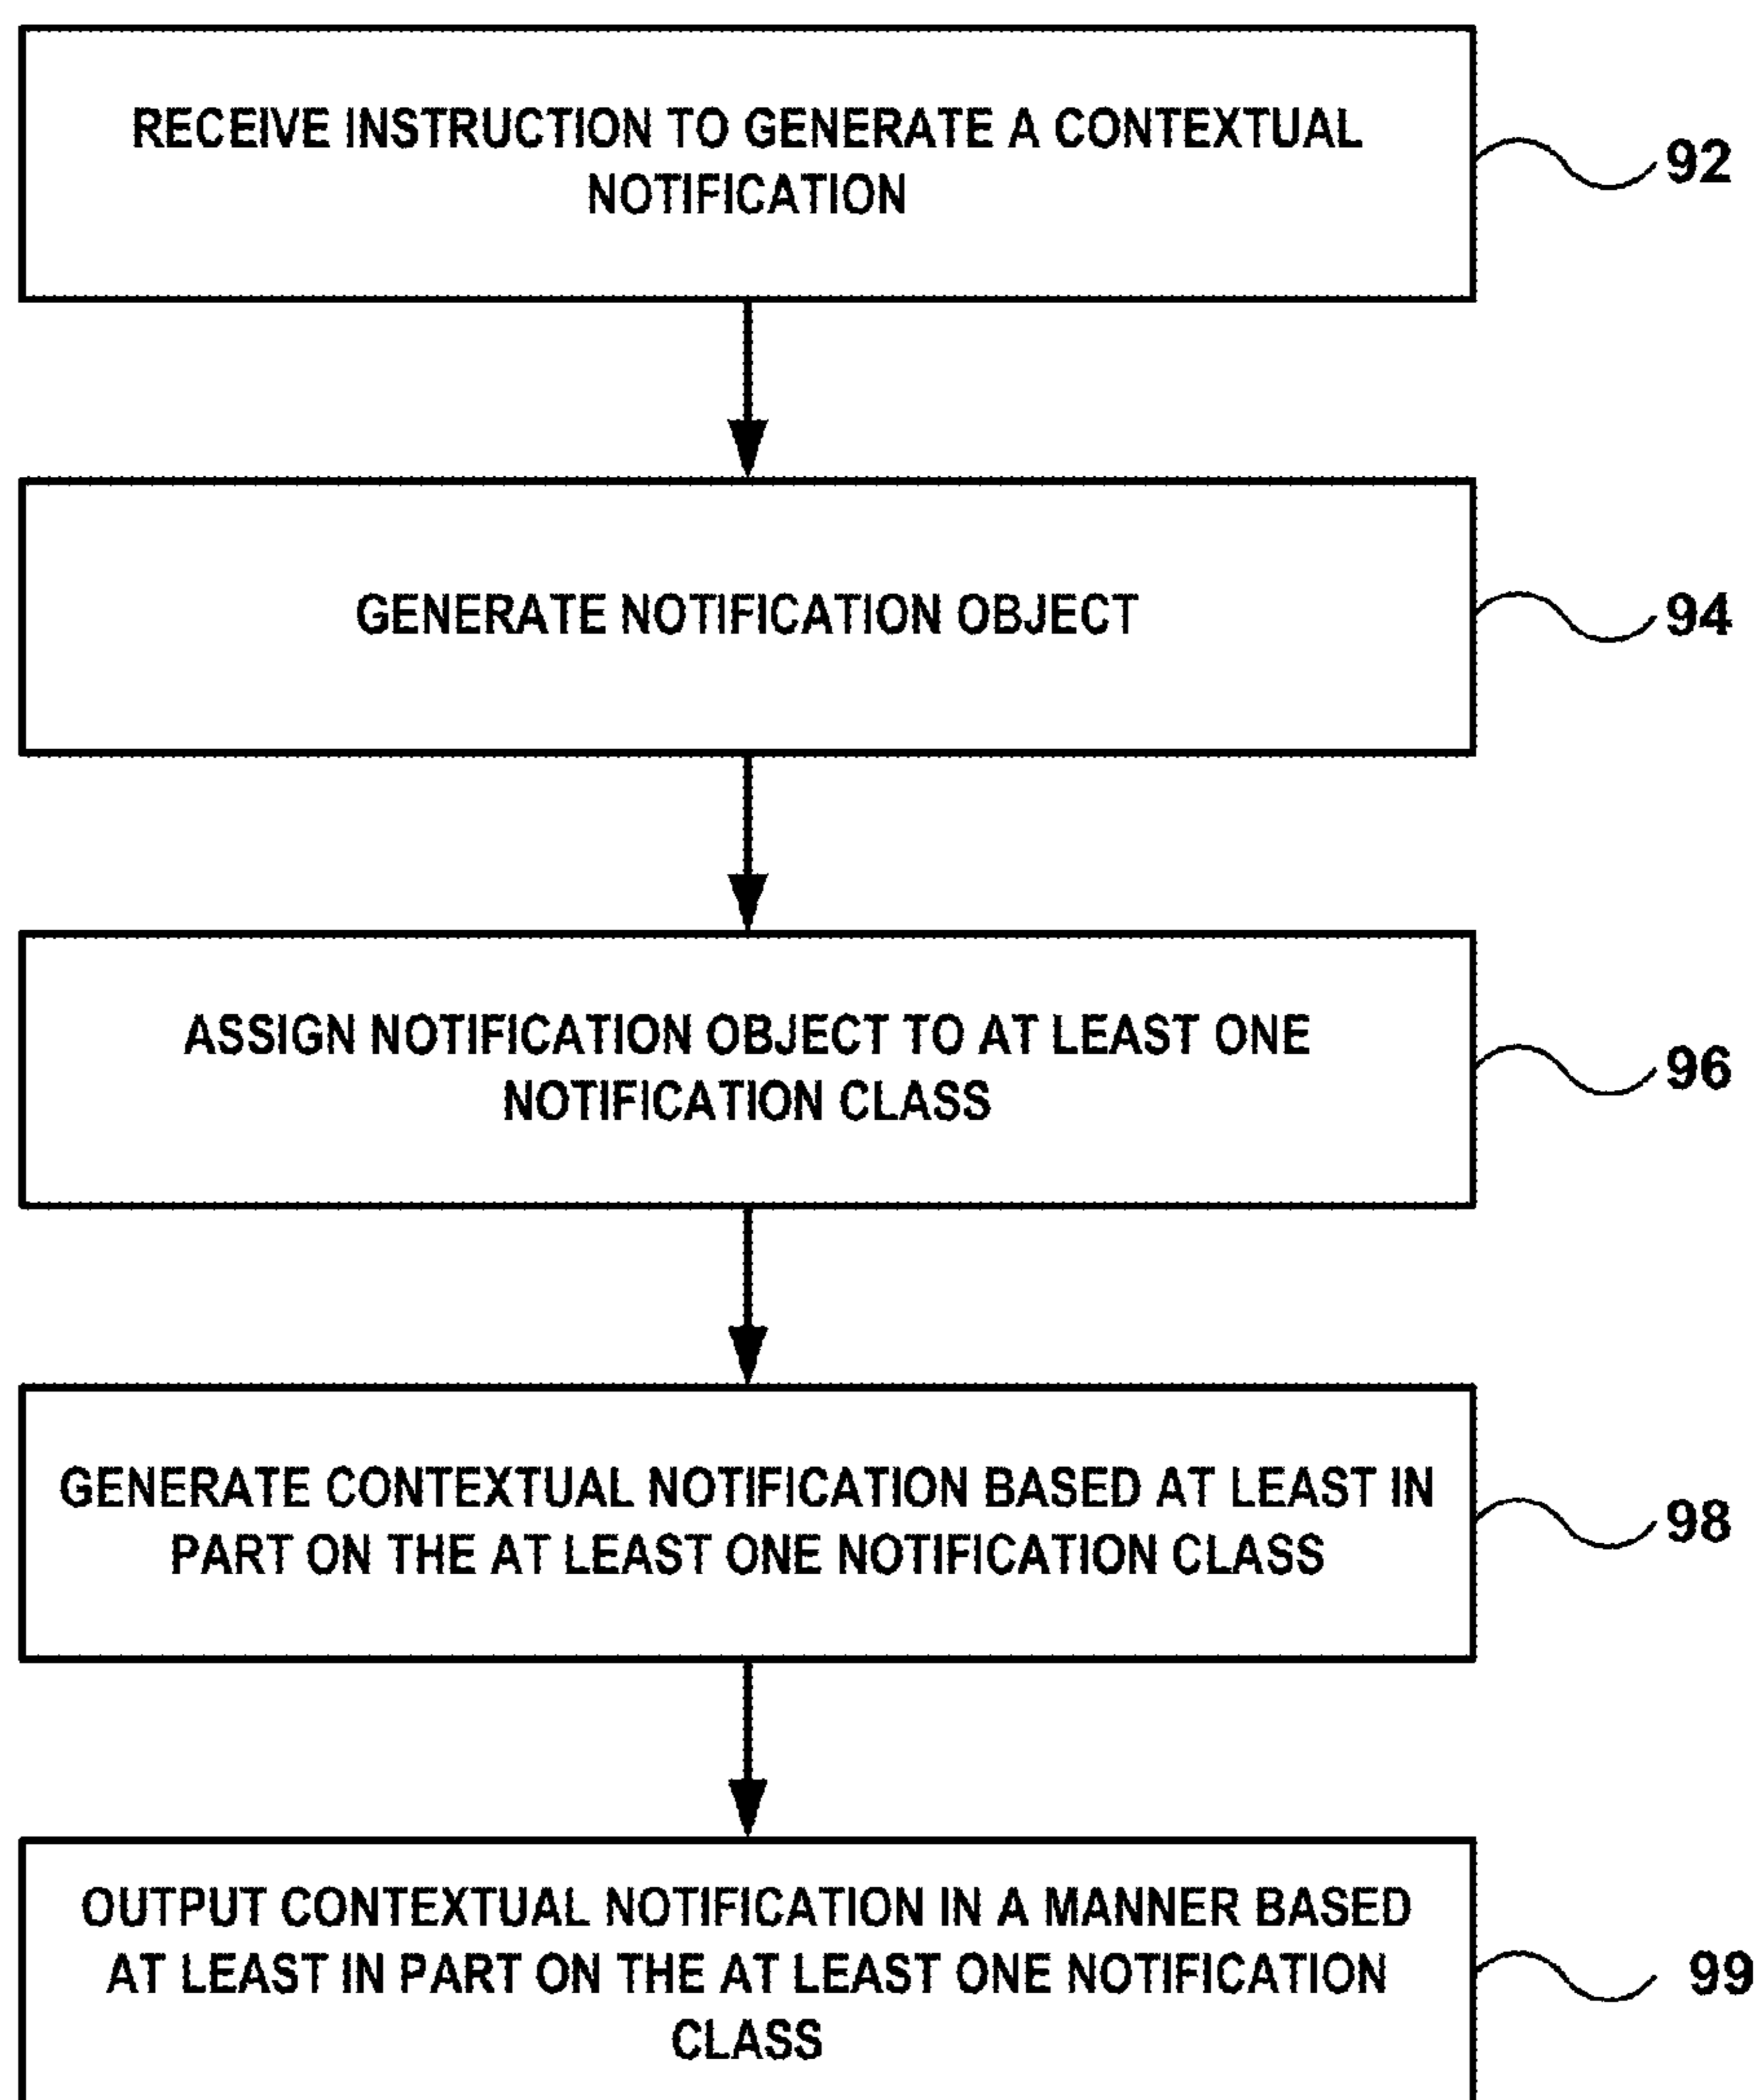 RECEIVE INSTRUCTION TO GENERATE A CONTEXTUAL
NOTIFICATION
92
GENERATE NOTIFICATION OBJECT
94
ASSIGN NOTIFICATION OBJECT TO AT LEAST ONE
NOTIFICATION CLASS
96
GENERATE CONTEXTUAL NOTIFICATION BASED AT LEAST IN
PART ON THE AT LEAST ONE NOTIFICATION CLASS
98
OUTPUT CONTEXTUAL NOTIFICATION IN A MANNER BASED
AT LEAST IN PART ON THE AT LEAST ONE NOTIFICATION
CLASS
99